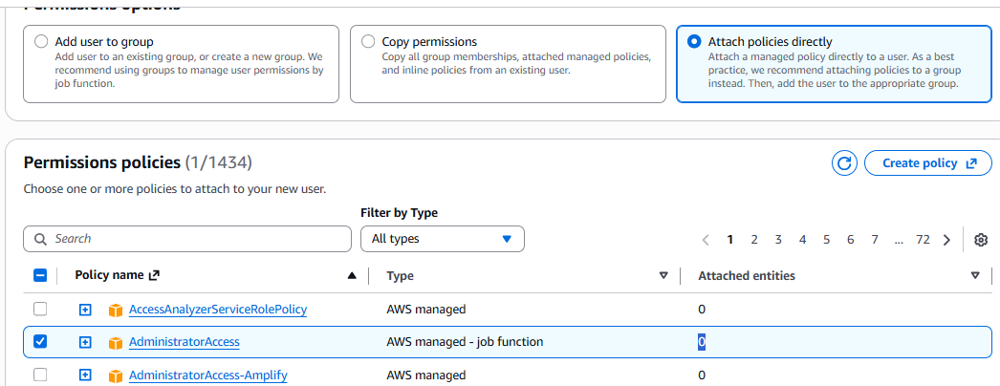 Permissions options
Add user to group
Add user to an existing group, or create a new group. We
recommend using groups to manage user permissions by
job function.
Copy permissions
Copy all group memberships, attached managed policies,
and inline policies from an existing user.
Attach policies directly
Attach a managed policy directly to a user. As a best
practice, we recommend attaching policies to a group
instead. Then, add the user to the appropriate group.
Permissions policies (1/1434)
Create policy
Choose one or more policies to attach to your new user.
Filter by Type
Search
All types
1 2 3 4 5 6 7 ... 72
Policy name Type Attached entities
AccessAnalyzerServiceRolePolicy AWS managed 0
AdministratorAccess AWS managed - job function 0
AdministratorAccess-Amplify AWS managed 0